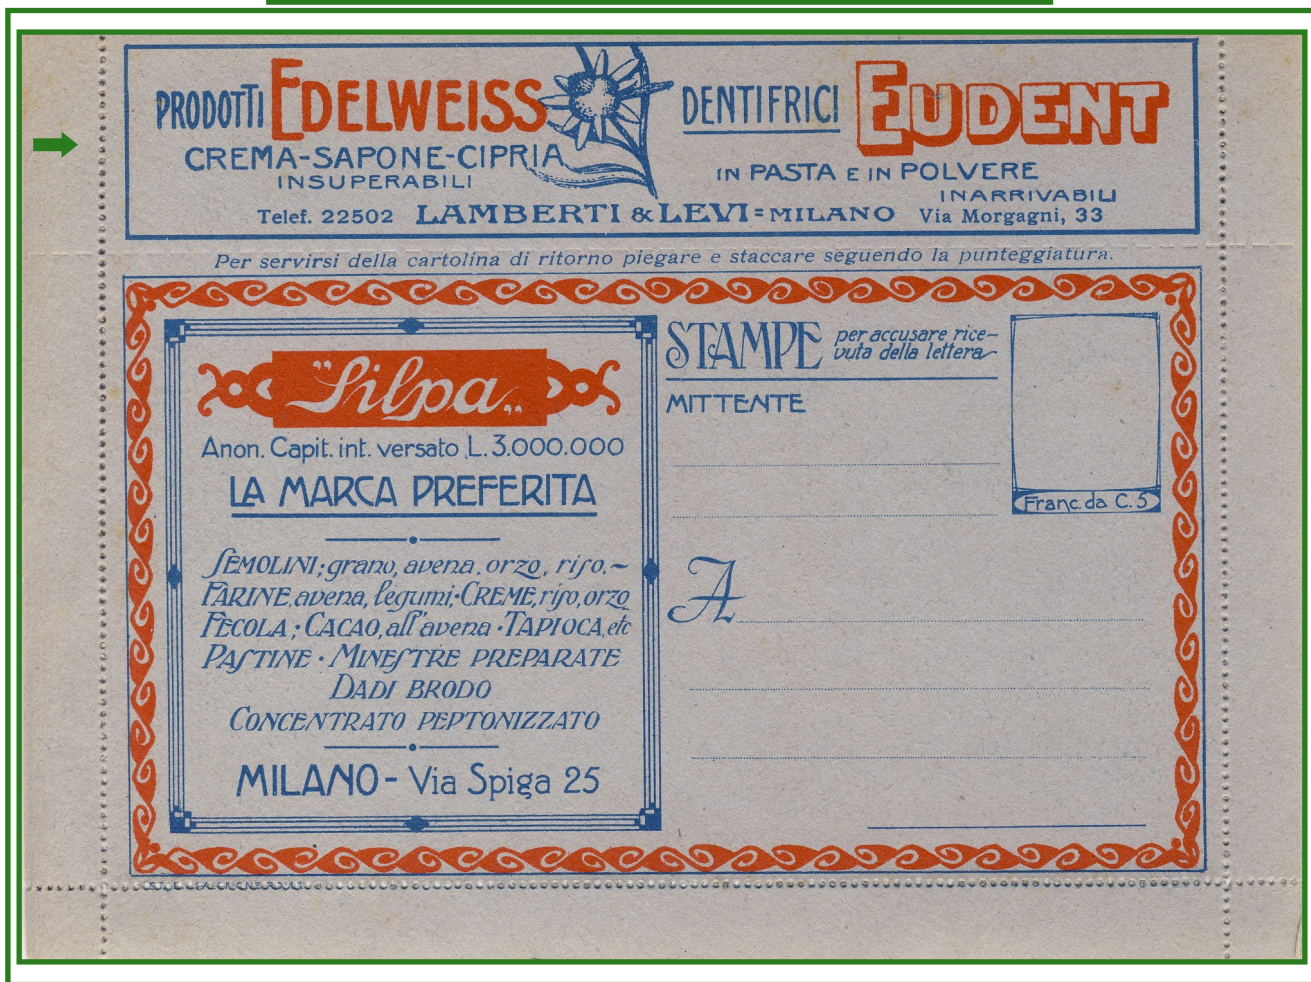 PRODOTTI EDELWEISS
CREMA-SAPONE-CIPRIA
INSUPERABILI
DENTIFRICI EUDENT
IN PASTA E IN POLVERE
INARRIVABILI
Telef. 22502 LAMBERTI & LEVI=MILANO Via Morgagni, 33
Per servirsi della cartolina di ritorno piegare e staccare seguendo la punteggiatura.
"Silpa"
Anon. Capit. int. versato L. 3.000.000
LA MARCA PREFERITA
SEMOLINI; grano, avena, orzo, riso.~
FARINE, avena, legumi; CREME, riso, orzo
FECOLA; CACAO, all'avena · TAPIOCA, etc
PASTINE · MINESTRE PREPARATE
DADI BRODO
CONCENTRATO PEPTONIZZATO
MILANO - Via Spiga 25
STAMPE per accusare rice-
vuta della lettera
MITTENTE
Franc. da C. 5
A